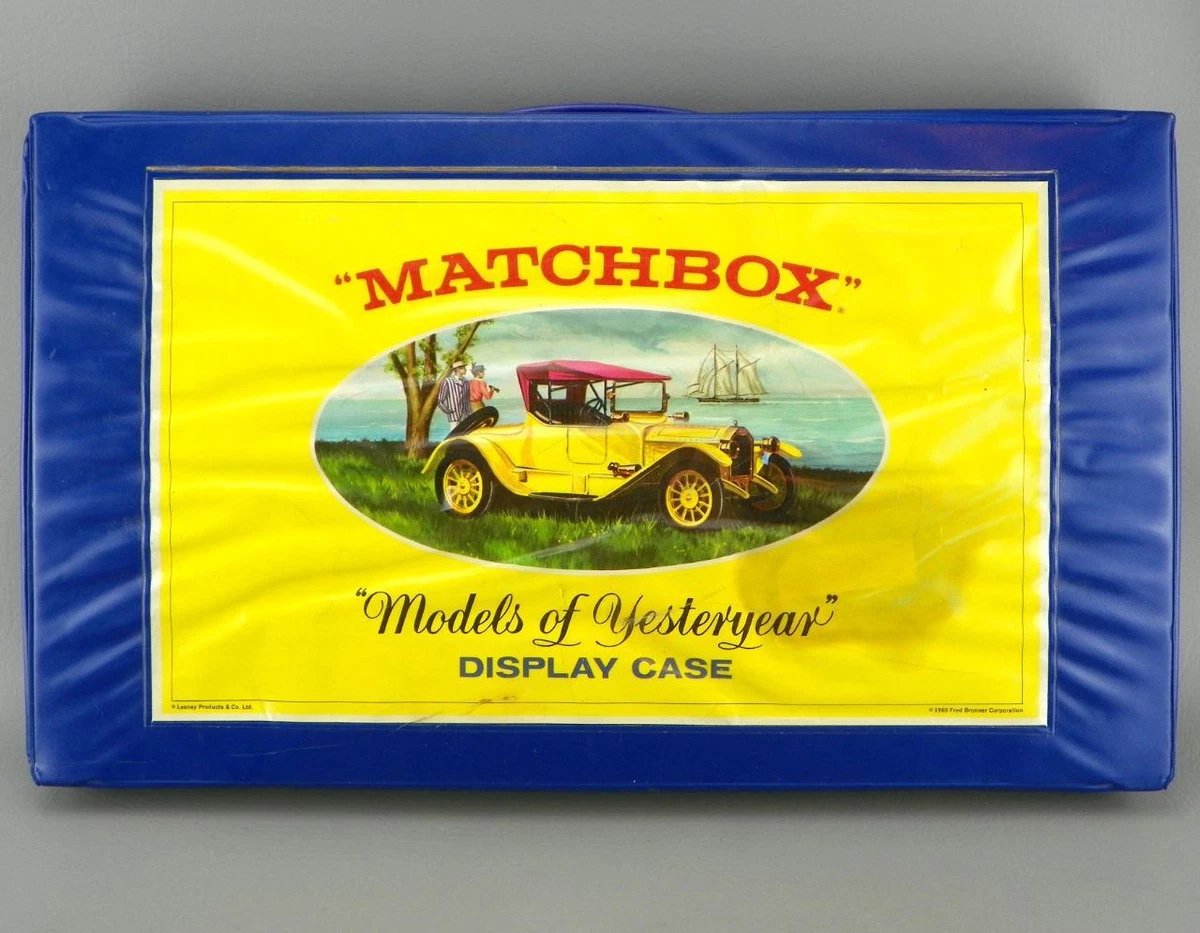 “MATCHBOX”®
“Models of Yesteryear”
DISPLAY CASE
© Lesney Products & Co. Ltd.
© 1969 Fred Bronner Corporation